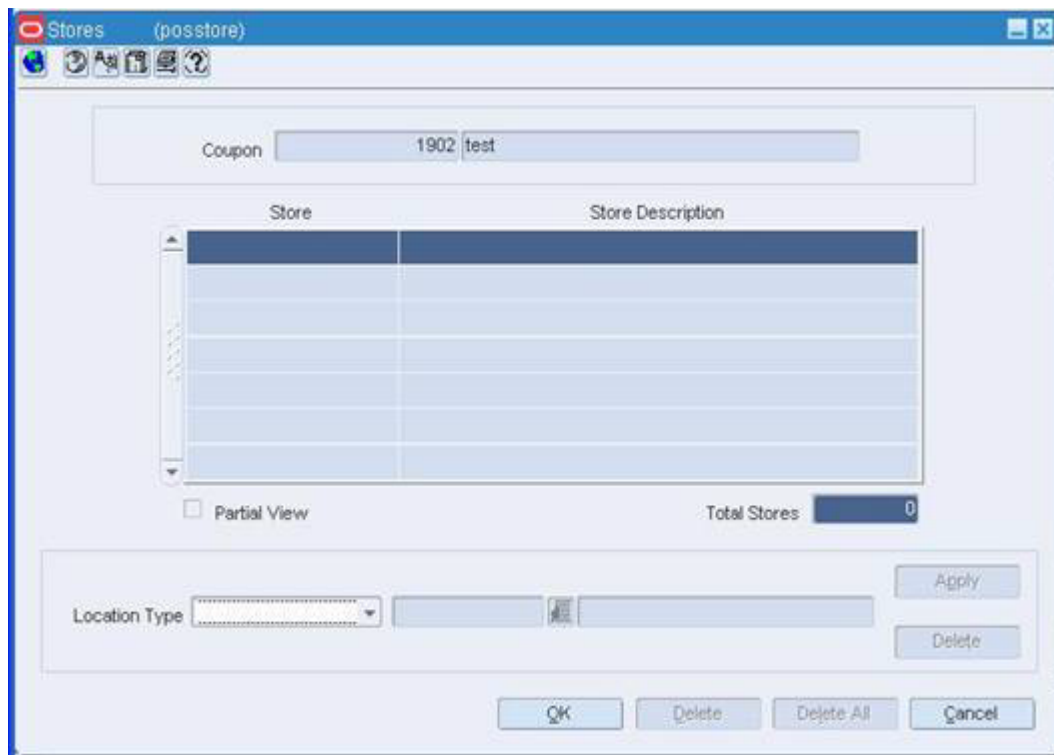 Stores (posstore)
Coupon 1902 test
Store Store Description
Partial View Total Stores 0
Apply
Location Type
Delete
OK Delete Delete All Cancel